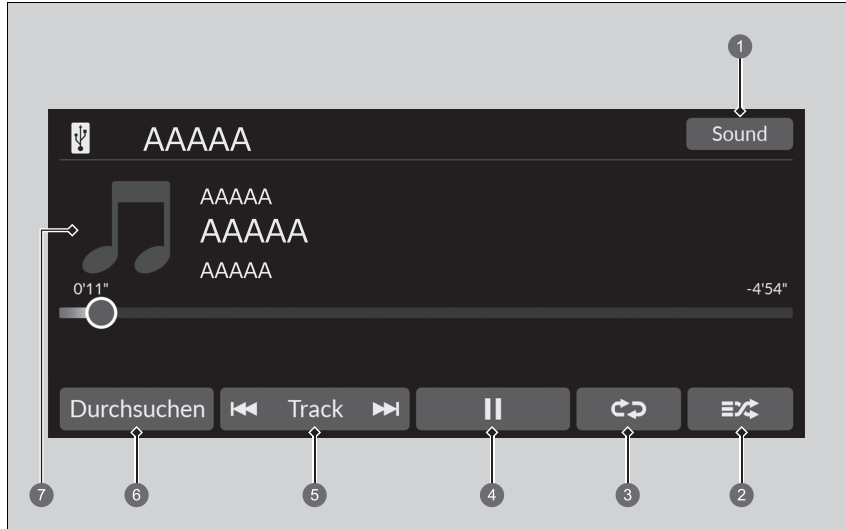 1
AAAAA
Sound
AAAAA
AAAAA
AAAAA
0'11"
-4'54"
Durchsuchen
Track
7
6
5
4
3
2